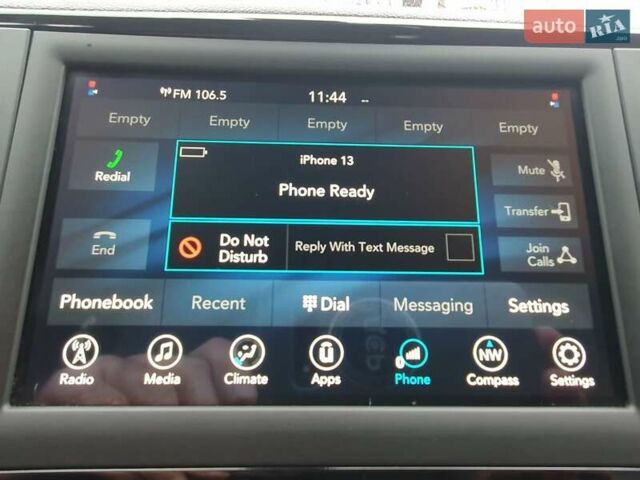 auto RIA.com
FM 106.5 11:44 --
Empty Empty Empty Empty Empty
Redial
iPhone 13
Phone Ready
Mute
Transfer
End
Do Not
Disturb
Reply With Text Message
Join
Calls
Phonebook Recent Dial Messaging Settings
NW
Radio Media Climate Apps Phone Compass Settings